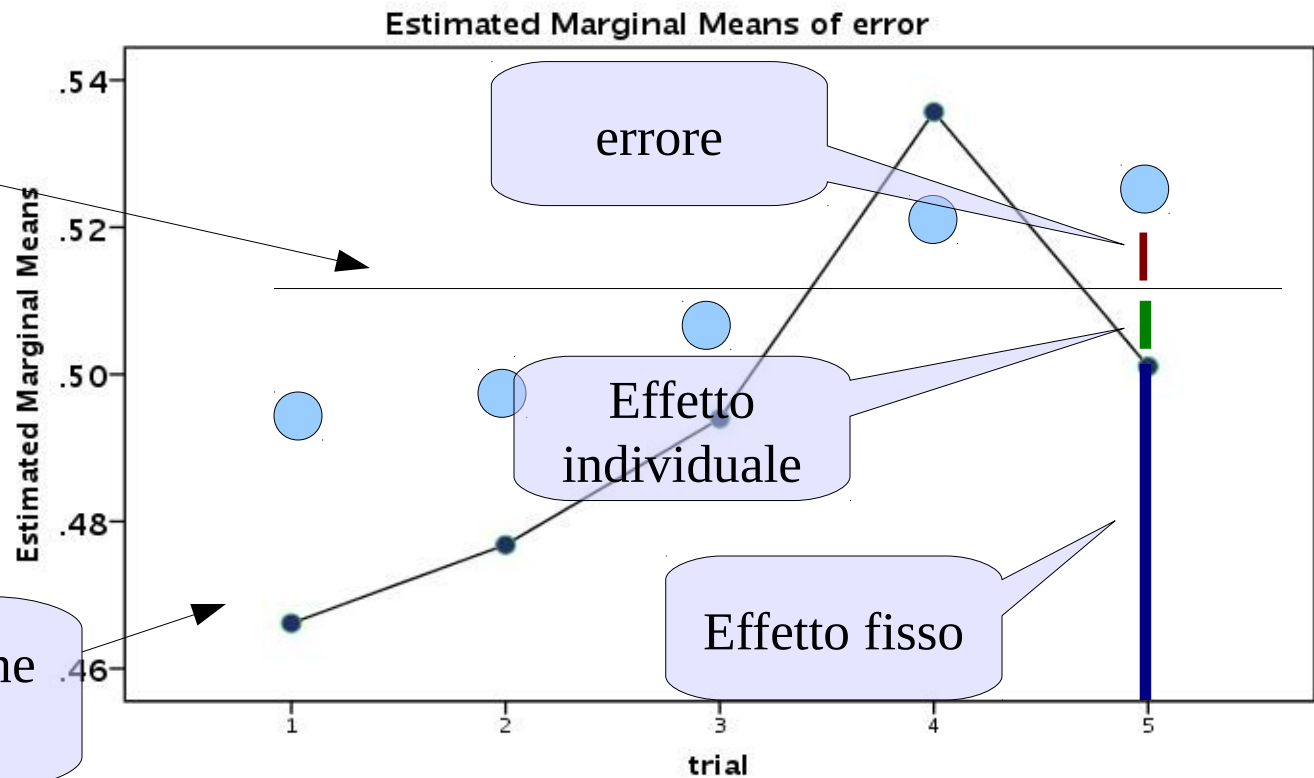 Estimated Marginal Means of error
Estimated Marginal Means
.54
.52
.50
.48
.46
errore
Effetto
individuale
Effetto fisso
1 2 3 4 5
trial